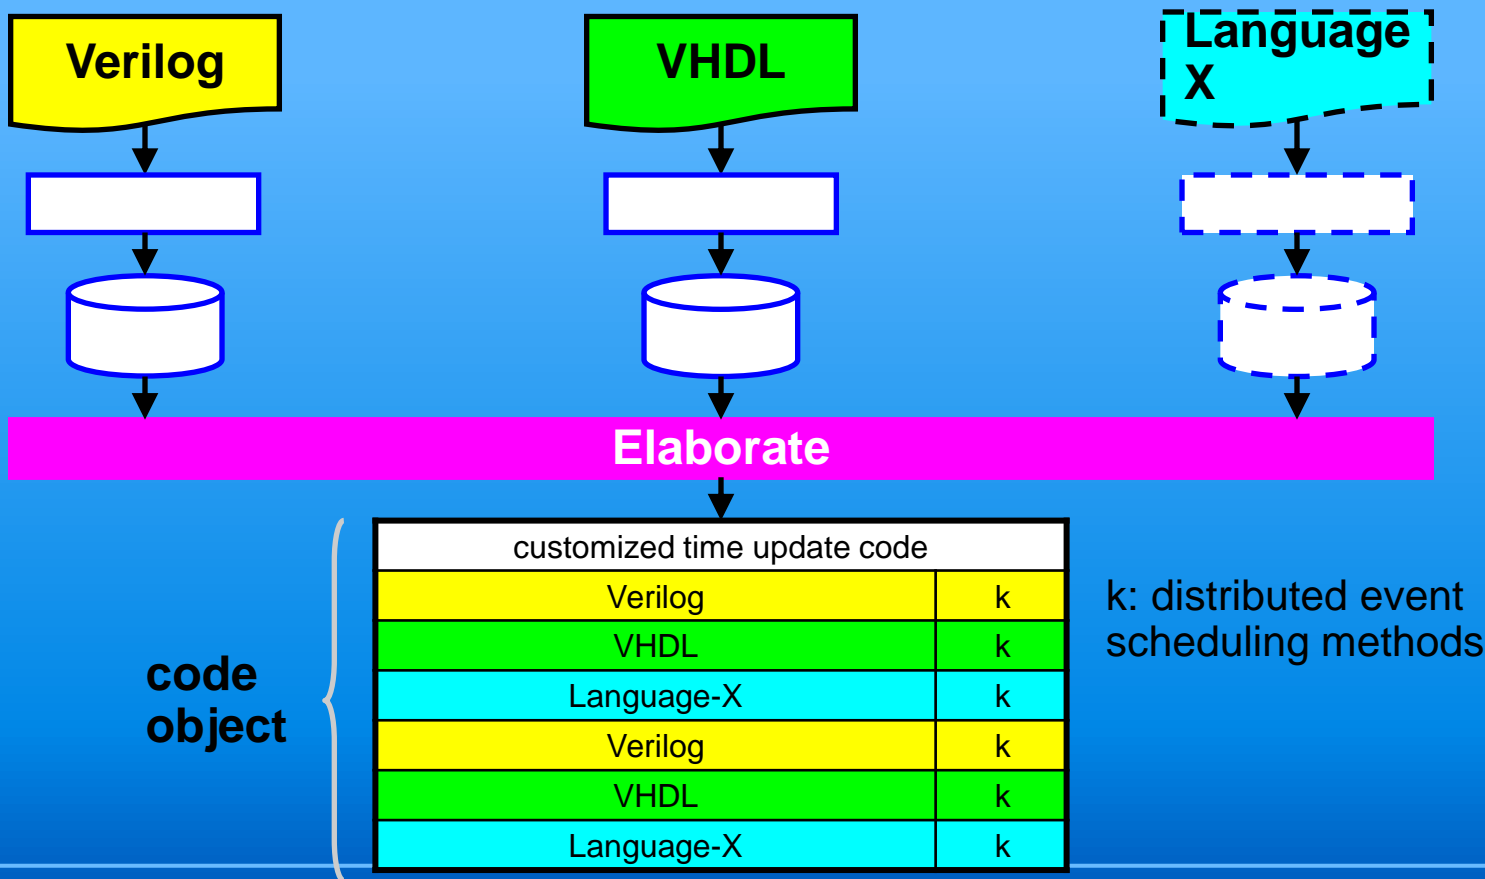 Verilog
VHDL
Language
X
Elaborate
customized time update code
Verilog k
VHDL k
Language-X k
Verilog k
VHDL k
Language-X k
code
object
k: distributed event
scheduling methods